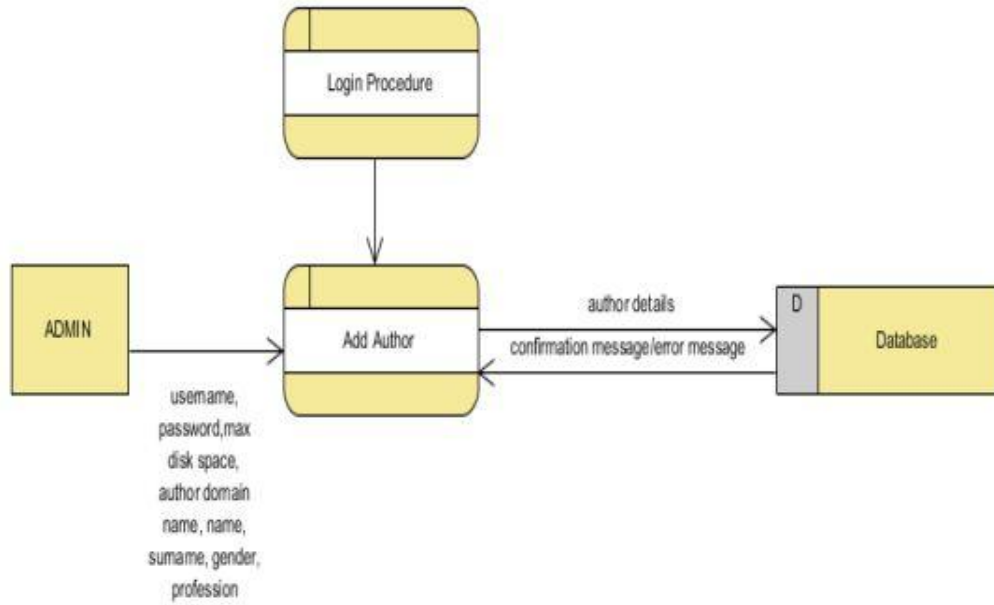 Login Procedure
ADMIN
Add Author
author details
confirmation message/error message
D
Database
username,
password,max
disk space,
author domain
name, name,
surname, gender,
profession